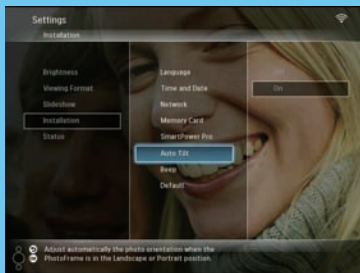 Settings
Installation
Brightness
Viewing Format
Slideshow
Installation
Status
Language
Time and Date
Network
Memory Card
SmartPower Pro
Auto Tilt
Beep
Default
Off
On
Adjust automatically the photo orientation when the
PhotoFrame is in the Landscape or Portrait position.